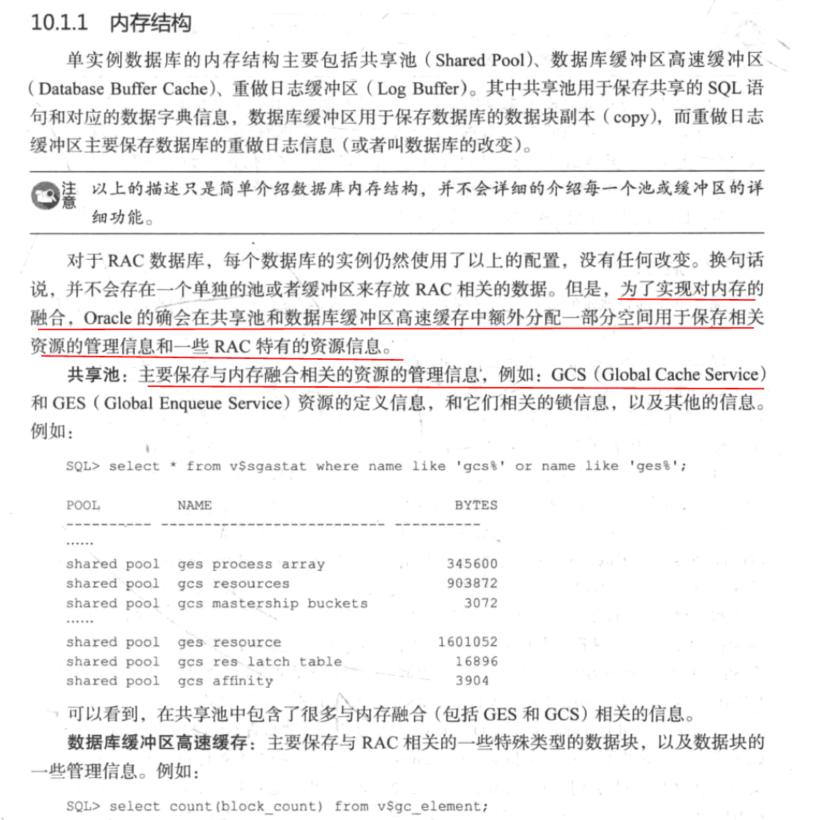 10.1.1 内存结构
单实例数据库的内存结构主要包括共享池（Shared Pool）、数据库缓冲区高速缓冲区
（Database Buffer Cache）、重做日志缓冲区（Log Buffer）。其中共享池用于保存共享的 SQL 语
句和对应的数据字典信息，数据库缓冲区用于保存数据库的数据块副本（copy），而重做日志
缓冲区主要保存数据库的重做日志信息（或者叫数据库的改变）。
注意 以上的描述只是简单介绍数据库内存结构，并不会详细的介绍每一个池或缓冲区的详
细功能。
对于 RAC 数据库，每个数据库的实例仍然使用了以上的配置，没有任何改变。换句话
说，并不会存在一个单独的池或者缓冲区来存放 RAC 相关的数据。但是，为了实现对内存的
融合，Oracle 的确会在共享池和数据库缓冲区高速缓存中额外分配一部分空间用于保存相关
资源的管理信息和一些 RAC 特有的资源信息。
共享池：主要保存与内存融合相关的资源的管理信息，例如：GCS（Global Cache Service）
和 GES（Global Enqueue Service）资源的定义信息，和它们相关的锁信息，以及其他的信息。
例如：
SQL> select * from v$sgastat where name like 'gcs%' or name like 'ges%';
POOL NAME BYTES
---------- -------------------------- ----------
......
shared pool ges process array 345600
shared pool gcs resources 903872
shared pool gcs mastership buckets 3072
......
shared pool ges resource 1601052
shared pool gcs res latch table 16896
shared pool gcs affinity 3904
可以看到，在共享池中包含了很多与内存融合（包括 GES 和 GCS）相关的信息。
数据库缓冲区高速缓存：主要保存与 RAC 相关的一些特殊类型的数据块，以及数据块的
一些管理信息。例如：
SQL> select count(block_count) from v$gc_element;